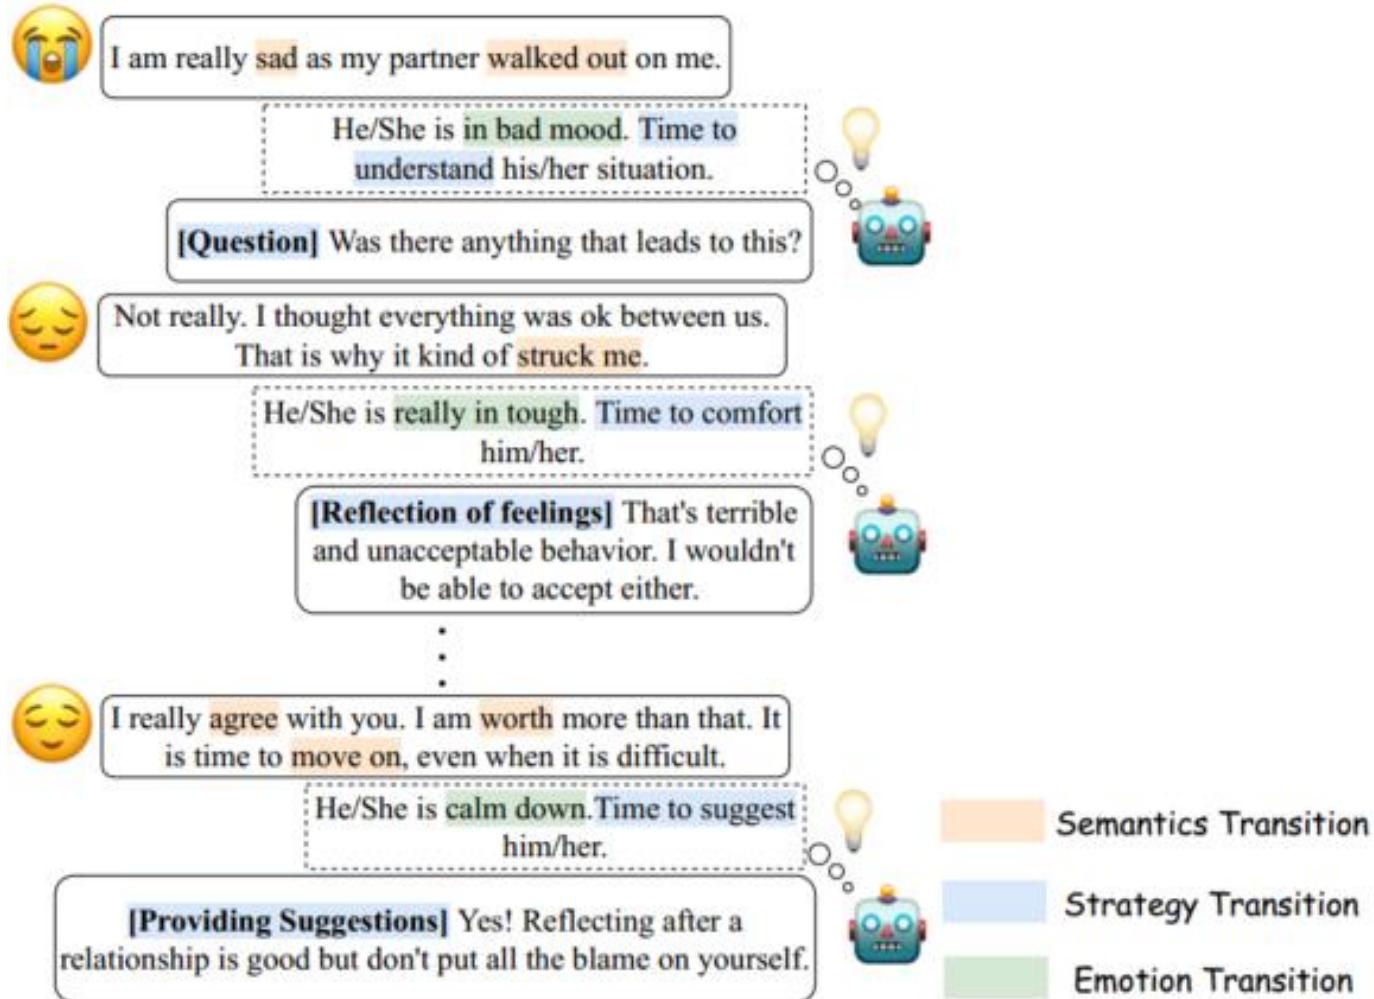 I am really sad as my partner walked out on me.
He/She is in bad mood. Time to
understand his/her situation.
[Question] Was there anything that leads to this?
Not really. I thought everything was ok between us.
That is why it kind of struck me.
He/She is really in tough. Time to comfort
him/her.
[Reflection of feelings] That's terrible
and unacceptable behavior. I wouldn't
be able to accept either.
I really agree with you. I am worth more than that. It
is time to move on, even when it is difficult.
He/She is calm down.Time to suggest
him/her.
[Providing Suggestions] Yes! Reflecting after a
relationship is good but don't put all the blame on yourself.
Semantics Transition
Strategy Transition
Emotion Transition